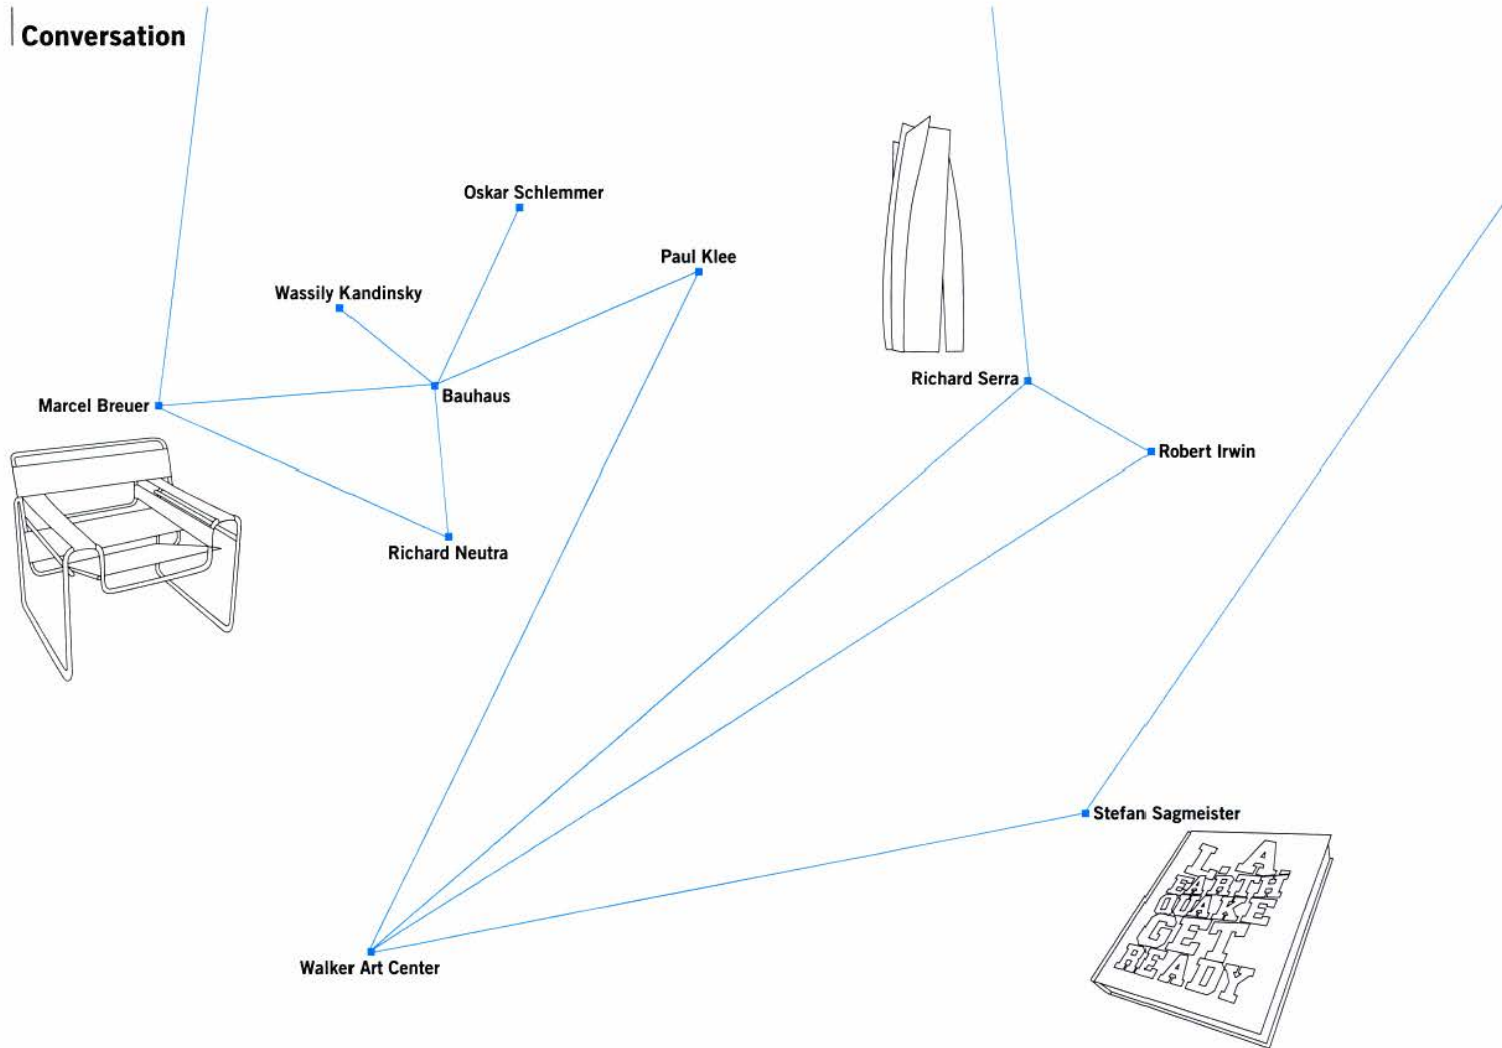 Conversation
Oskar Schlemmer
Paul Klee
Wassily Kandinsky
Richard Serra
Bauhaus
Marcel Breuer
Robert Irwin
Richard Neutra
Stefan Sagmeister
L.A.
EARTH
QUAKE
GET
READY
Walker Art Center